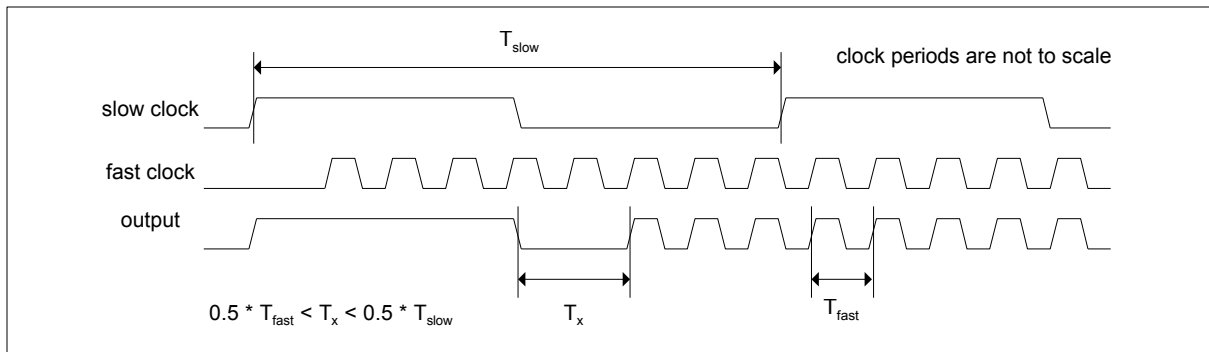 T_slow
clock periods are not to scale
slow clock
fast clock
output
0.5 * T_fast < T_x < 0.5 * T_slow
T_x
T_fast